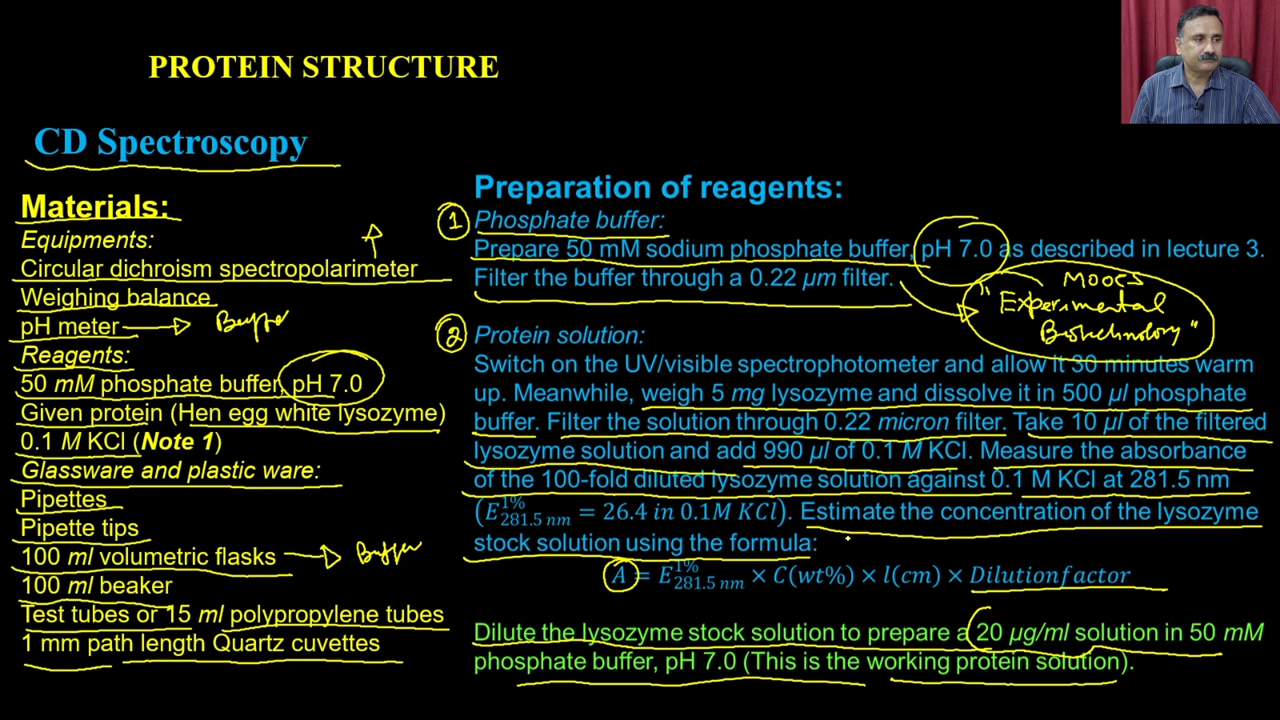 PROTEIN STRUCTURE
CD Spectroscopy
Materials:
Equipments:
Circular dichroism spectropolarimeter
Weighing balance
pH meter → Buffer
Reagents:
50 mM phosphate buffer, pH 7.0
Given protein (Hen egg white lysozyme)
0.1 M KCl (Note 1)
Glassware and plastic ware:
Pipettes
Pipette tips
100 ml volumetric flasks → Buffer
100 ml beaker
Test tubes or 15 ml polypropylene tubes
1 mm path length Quartz cuvettes
Preparation of reagents:
1 Phosphate buffer:
Prepare 50 mM sodium phosphate buffer, pH 7.0 as described in lecture 3.
Filter the buffer through a 0.22 µm filter.
MOOCS
"Experimental
Biotechnology"
2 Protein solution:
Switch on the UV/visible spectrophotometer and allow it 30 minutes warm
up. Meanwhile, weigh 5 mg lysozyme and dissolve it in 500 µl phosphate
buffer. Filter the solution through 0.22 micron filter. Take 10 µl of the filtered
lysozyme solution and add 990 µl of 0.1 M KCl. Measure the absorbance
of the 100-fold diluted lysozyme solution against 0.1 M KCl at 281.5 nm
(E^{1%}_{281.5 nm} = 26.4 in 0.1M KCl). Estimate the concentration of the lysozyme
stock solution using the formula:
A = E^{1%}_{281.5 nm} × C(wt%) × l(cm) × Dilutionfactor
Dilute the lysozyme stock solution to prepare a 20 µg/ml solution in 50 mM
phosphate buffer, pH 7.0 (This is the working protein solution).